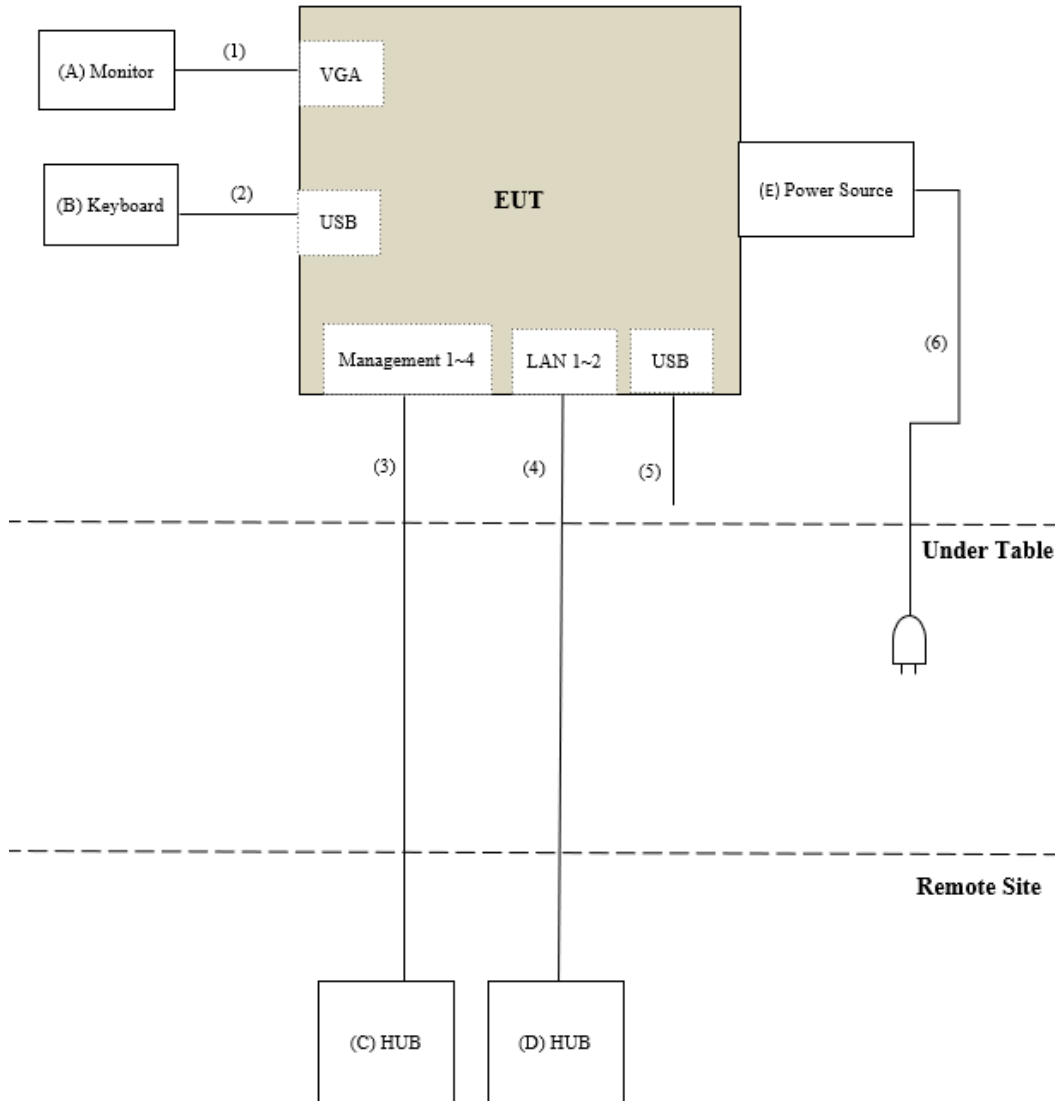 (1)
(A) Monitor
VGA
(E) Power Source
(2)
EUT
(B) Keyboard
USB
(6)
Management 1~4
LAN 1~2
USB
(3)
(4)
(5)
Under Table
Remote Site
(C) HUB
(D) HUB